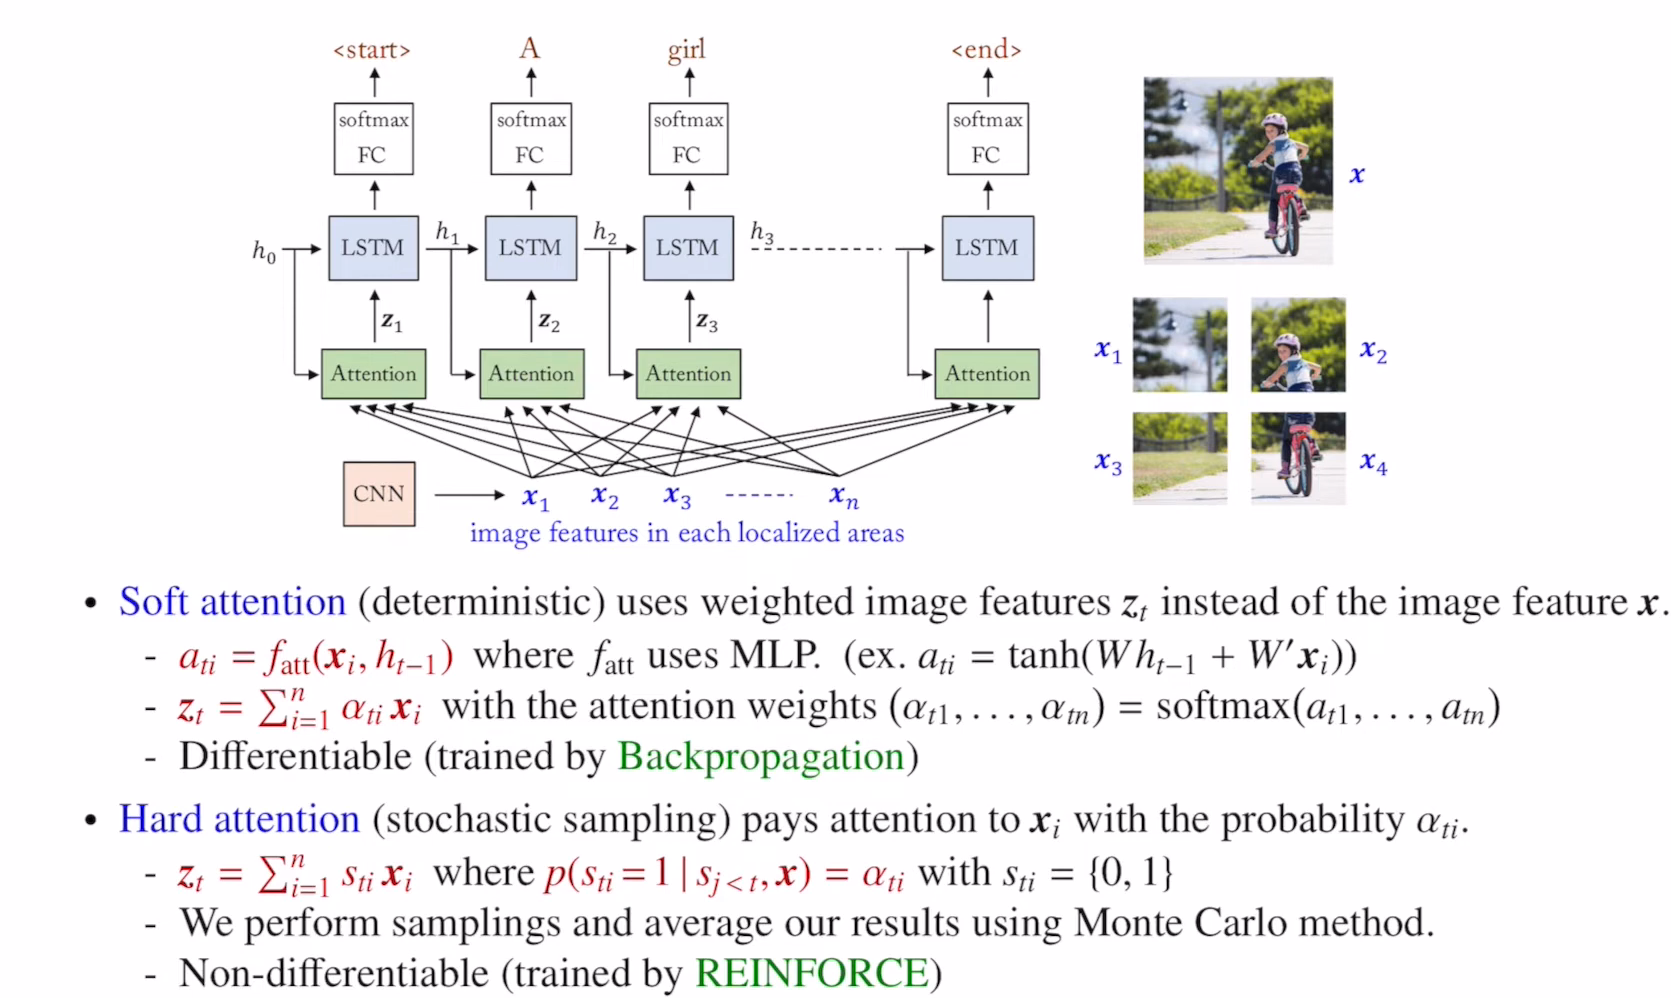 <start> A girl <end>
softmax softmax softmax softmax
FC FC FC FC
x
h₀ LSTM h₁ LSTM h₂ LSTM h₃ LSTM
z₁ z₂ z₃
x₁ x₂
Attention Attention Attention Attention
x₃ x₄
CNN x₁ x₂ x₃ xₙ
image features in each localized areas
• Soft attention (deterministic) uses weighted image features zₜ instead of the image feature x.
- aₜᵢ = f_att(xᵢ, hₜ₋₁) where f_att uses MLP. (ex. aₜᵢ = tanh(Whₜ₋₁ + W′xᵢ))
- zₜ = ∑ⁿᵢ₌₁ αₜᵢ xᵢ with the attention weights (αₜ₁, . . . , αₜₙ) = softmax(aₜ₁, . . . , aₜₙ)
- Differentiable (trained by Backpropagation)
• Hard attention (stochastic sampling) pays attention to xᵢ with the probability αₜᵢ.
- zₜ = ∑ⁿᵢ₌₁ sₜᵢ xᵢ where p(sₜᵢ = 1 | s_{j<t}, x) = αₜᵢ with sₜᵢ = {0, 1}
- We perform samplings and average our results using Monte Carlo method.
- Non-differentiable (trained by REINFORCE)